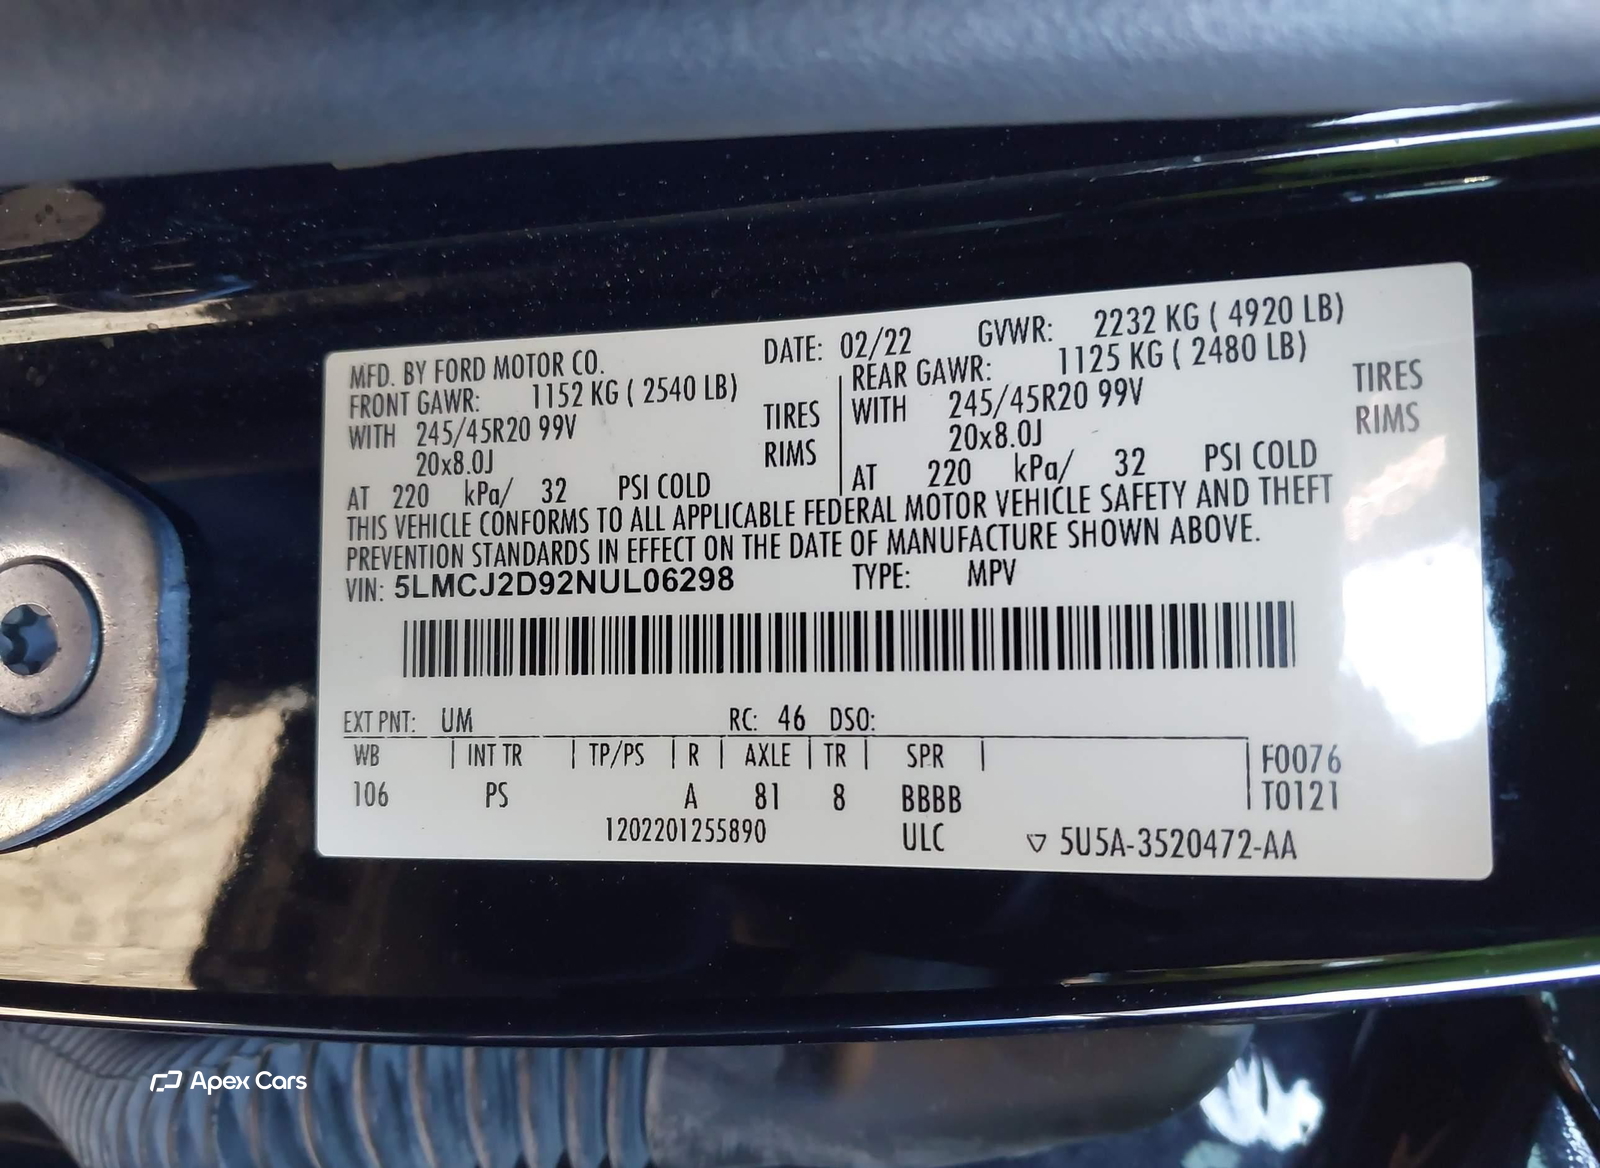 MFD. BY FORD MOTOR CO. DATE: 02/22 GVWR: 2232 KG ( 4920 LB)
FRONT GAWR: 1152 KG ( 2540 LB) REAR GAWR: 1125 KG ( 2480 LB)
WITH 245/45R20 99V TIRES WITH 245/45R20 99V TIRES
20x8.0J RIMS 20x8.0J RIMS
AT 220 kPa/ 32 PSI COLD AT 220 kPa/ 32 PSI COLD
THIS VEHICLE CONFORMS TO ALL APPLICABLE FEDERAL MOTOR VEHICLE SAFETY AND THEFT
PREVENTION STANDARDS IN EFFECT ON THE DATE OF MANUFACTURE SHOWN ABOVE.
VIN: 5LMCJ2D92NUL06298 TYPE: MPV
EXT PNT: UM RC: 46 DSO:
WB INT TR TP/PS R AXLE TR SPR F0076
106 PS A 81 8 BBBB T0121
1202201255890 ULC 5U5A-3520472-AA
Apex Cars